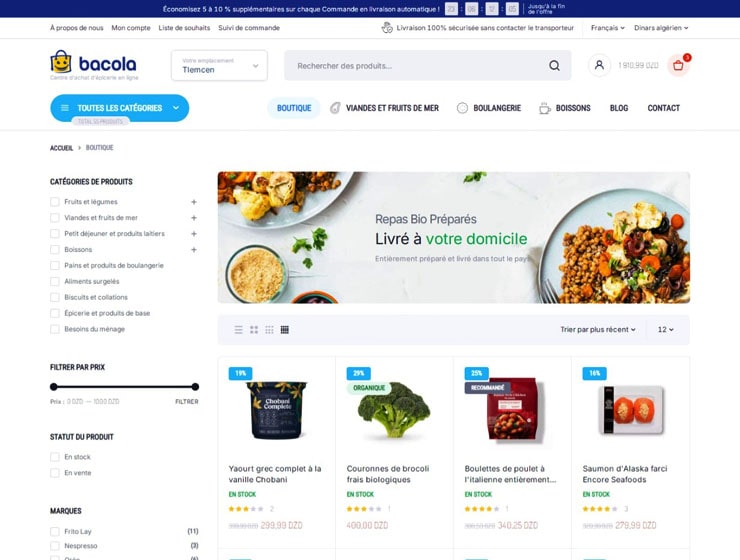 Économisez 5 à 10 % supplémentaires sur chaque Commande en livraison automatique ! 23 : 06 : 12 : 05 Jusqu'à la fin de l'offre
À propos de nous Mon compte Liste de souhaits Suivi de commande
Livraison 100% sécurisée sans contacter le transporteur Français Dinars algérien
bacola
Centre d'achat d'épicerie en ligne
Votre emplacement
Tlemcen
Rechercher des produits...
1 910,99 DZD
3
TOUTES LES CATÉGORIES
TOTAL 55 PRODUITS
BOUTIQUE VIANDES ET FRUITS DE MER BOULANGERIE BOISSONS BLOG CONTACT
ACCUEIL > BOUTIQUE
CATÉGORIES DE PRODUITS
Fruits et légumes +
Viandes et fruits de mer +
Petit déjeuner et produits laitiers +
Boissons +
Pains et produits de boulangerie
Aliments surgelés
Biscuits et collations
Épicerie et produits de base
Besoins du ménage
FILTRER PAR PRIX
Prix : 0 DZD — 1000 DZD FILTRER
STATUT DU PRODUIT
En stock
En vente
MARQUES
Frito Lay (11)
Nespresso (3)
Repas Bio Préparés
Livré à votre domicile
Entièrement préparé et livré dans tout le pays
Trier par plus récent 12
19%
Chobani
Complete
Yaourt grec complet à la
vanille Chobani
EN STOCK
2
299,99 DZD
29%
ORGANIQUE
Couronnes de brocoli
frais biologiques
EN STOCK
1
400,00 DZD
25%
RECOMMANDÉ
Boulettes de poulet à
l'italienne entièrement...
EN STOCK
1
340,25 DZD
16%
Saumon d'Alaska farci
Encore Seafoods
EN STOCK
3
279,99 DZD